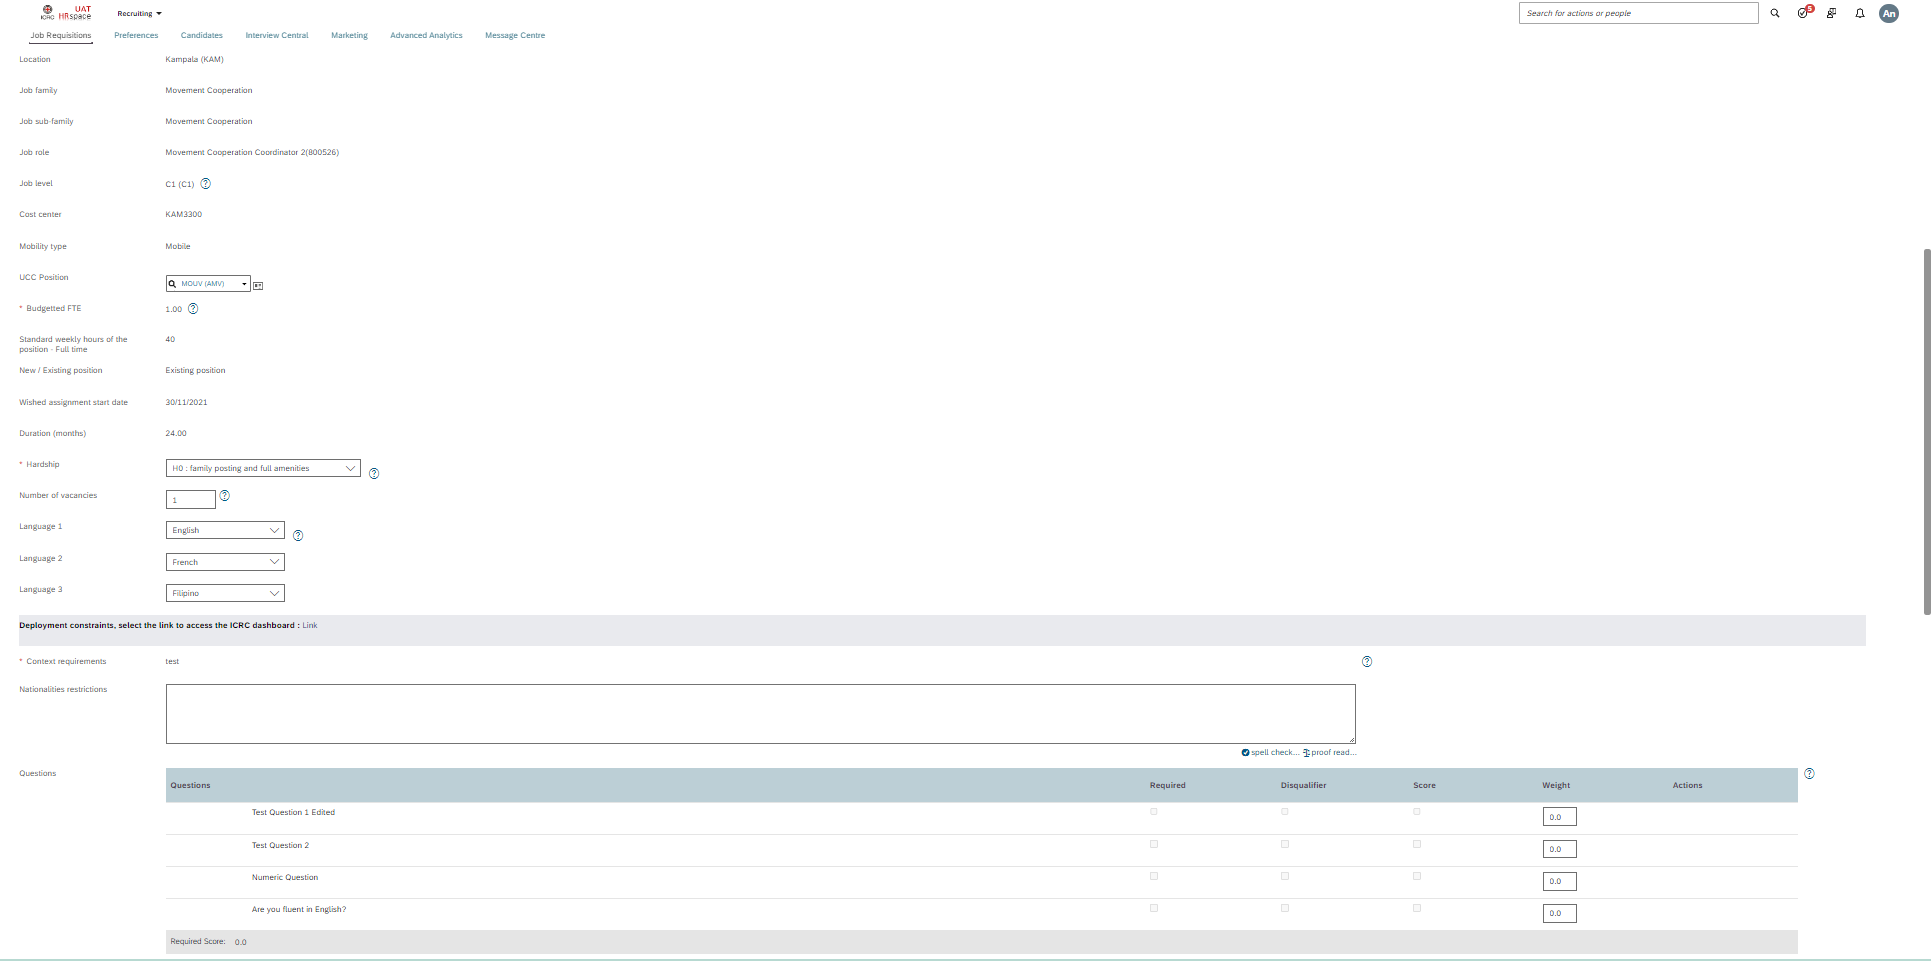 ICRC UAT HRspace Recruiting Search for actions or people 5 An
Job Requisitions Preferences Candidates Interview Central Marketing Advanced Analytics Message Centre
Location Kampala (KAM)
Job family Movement Cooperation
Job sub-family Movement Cooperation
Job role Movement Cooperation Coordinator 2(800526)
Job level C1 (C1) ?
Cost center KAM3300
Mobility type Mobile
UCC Position MOUV (AMV)
* Budgetted FTE 1.00 ?
Standard weekly hours of the position - Full time 40
New / Existing position Existing position
Wished assignment start date 30/11/2021
Duration (months) 24.00
* Hardship H0 : family posting and full amenities ?
Number of vacancies 1 ?
Language 1 English ?
Language 2 French
Language 3 Filipino
Deployment constraints, select the link to access the ICRC dashboard : Link
* Context requirements test ?
Nationalities restrictions
spell check... proof read...
Questions ?
Questions Required Disqualifier Score Weight Actions
Test Question 1 Edited 0.0
Test Question 2 0.0
Numeric Question 0.0
Are you fluent in English? 0.0
Required Score: 0.0